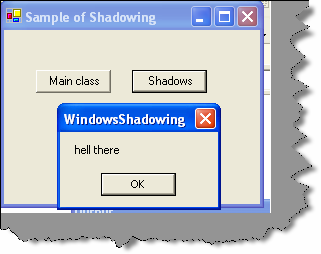 Sample of Shadowing
Main class
Shadows
WindowsShadowing
hell there
OK